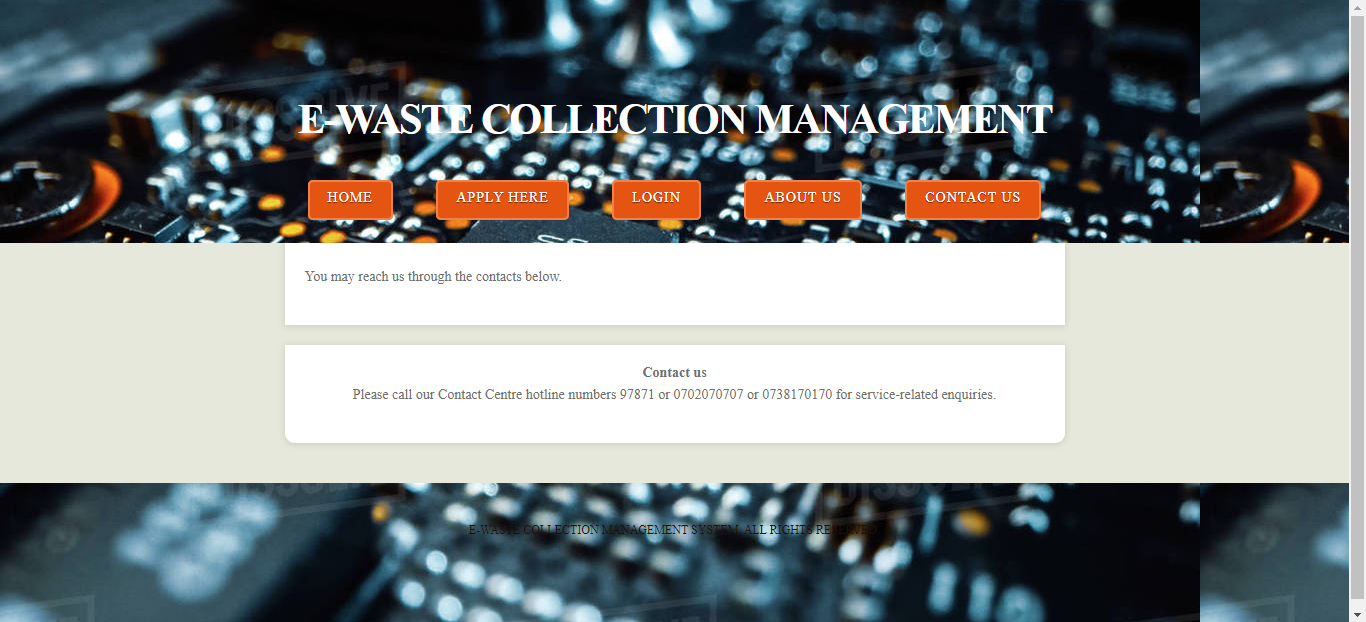 E-WASTE COLLECTION MANAGEMENT
HOME
APPLY HERE
LOGIN
ABOUT US
CONTACT US
You may reach us through the contacts below.
Contact us
Please call our Contact Centre hotline numbers 97871 or 0702070707 or 0738170170 for service-related enquiries.
E-WASTE COLLECTION MANAGEMENT SYSTEM. ALL RIGHTS